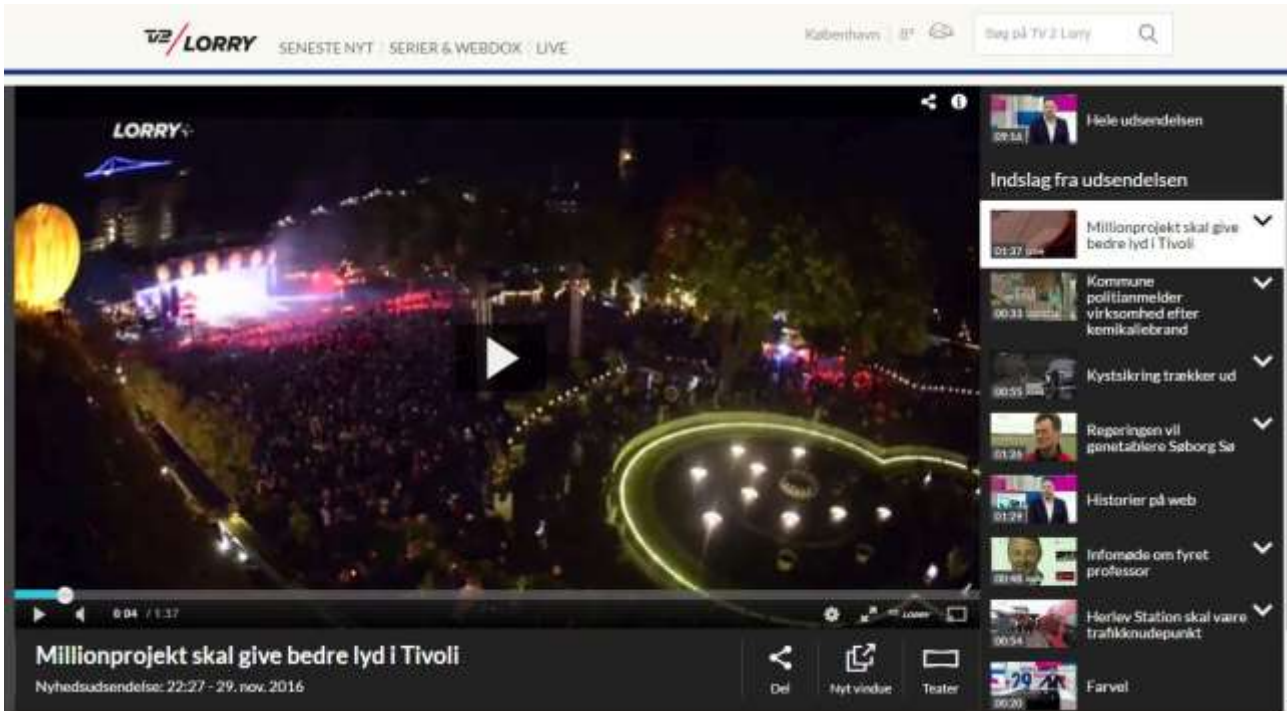 TV2/LORRY SENESTE NYT SERIER & WEBDOX LIVE
København 8°
Søg på TV 2 Lorry
LORRY
Hele udsendelsen
09:14
Indslag fra udsendelsen
Millionprojekt skal give
bedre lyd i Tivoli
01:37
Kommune
politianmelder
virksomhed efter
kemikaliebrand
00:33
Kystsikring trækker ud
00:55
Regeringen vil
genetablere Søborg Sø
01:26
Historier på web
01:29
Infomøde om fyret
professor
00:48
Herlev Station skal være
trafikknudepunkt
00:54
Farvel
29
00:20
0:04 / 1:37
LORRY
Millionprojekt skal give bedre lyd i Tivoli
Nyhedsudsendelse: 22:27 - 29. nov. 2016
Del
Nyt vindue
Teater